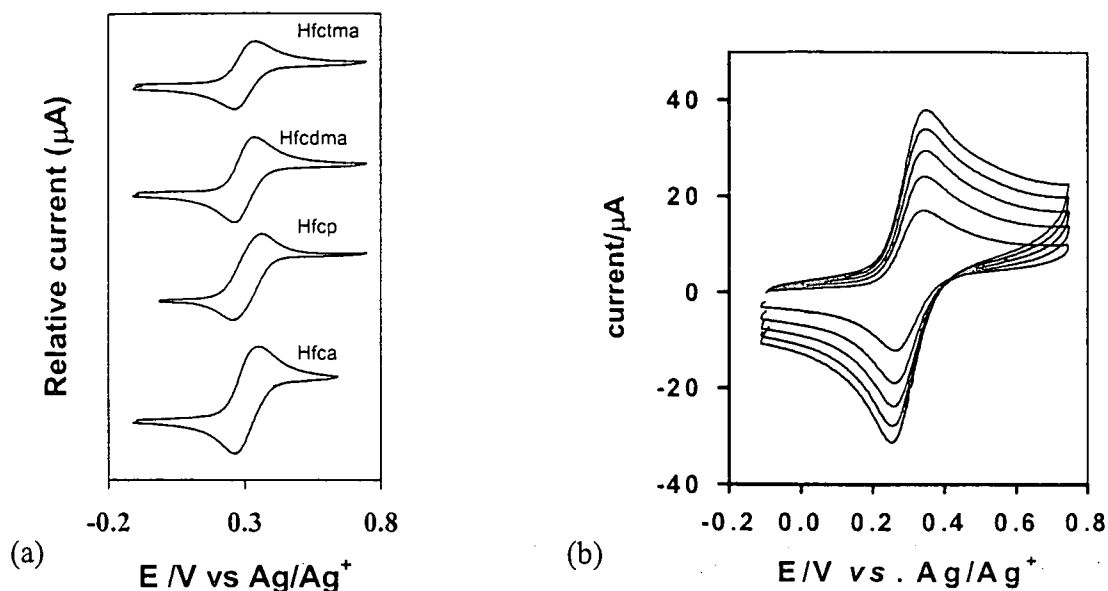 Hfctma
Hfcdma
Hfcp
Hfca
Relative current (μA)
-0.2 0.3 0.8
E /V vs Ag/Ag+
(a)
40
20
0
-20
-40
current/μA
-0.2 0.0 0.2 0.4 0.6 0.8
E/V vs. Ag/Ag+
(b)